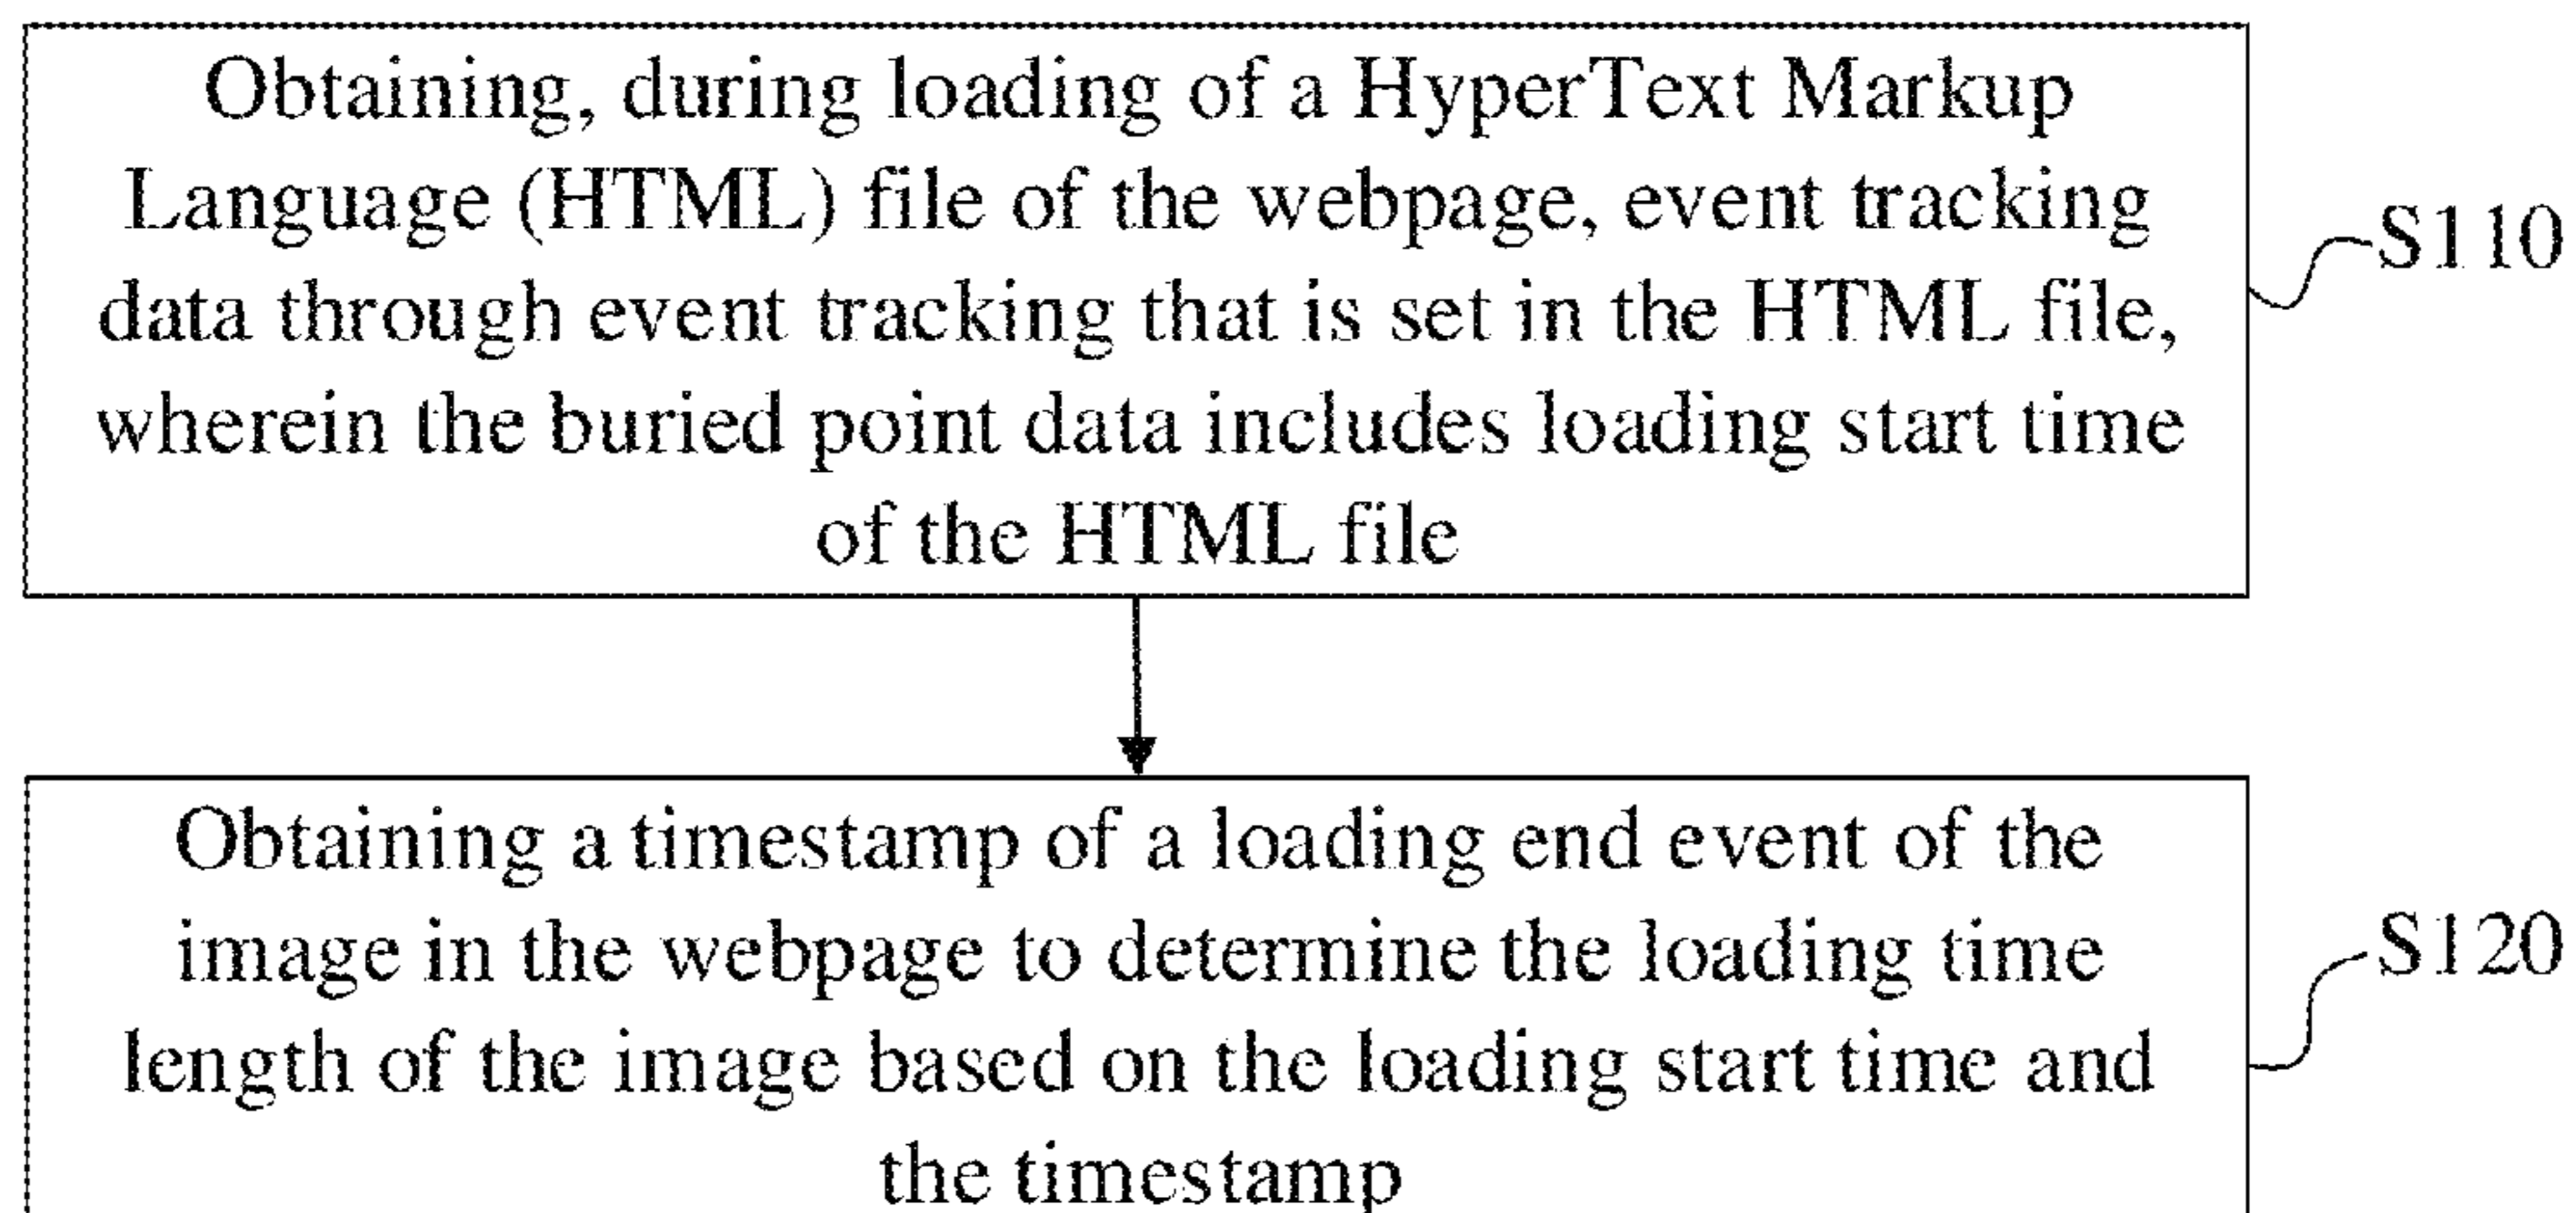 Obtaining, during loading of a HyperText Markup
Language (HTML) file of the webpage, event tracking
data through event tracking that is set in the HTML file,
wherein the buried point data includes loading start time
of the HTML file
S110
Obtaining a timestamp of a loading end event of the
image in the webpage to determine the loading time
length of the image based on the loading start time and
the timestamp
S120